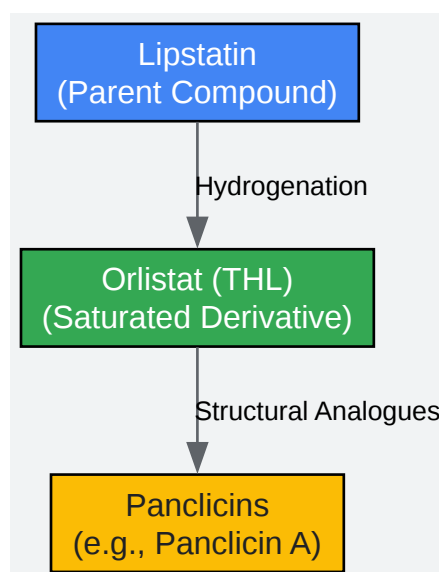 Lipstatin
(Parent Compound)
Hydrogenation
Orlistat (THL)
(Saturated Derivative)
Structural Analogues
Panclicins
(e.g., Panclicin A)